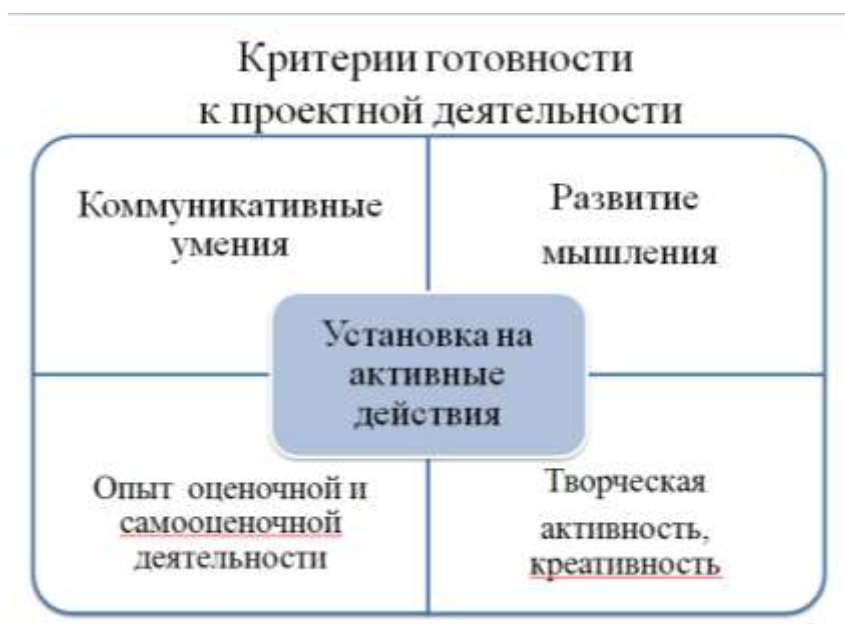 Критерии готовности
к проектной деятельности
Коммуникативные
умения
Развитие
мышления
Установка на
активные
действия
Опыт оценочной и
самооценочной
деятельности
Творческая
активность,
креативность